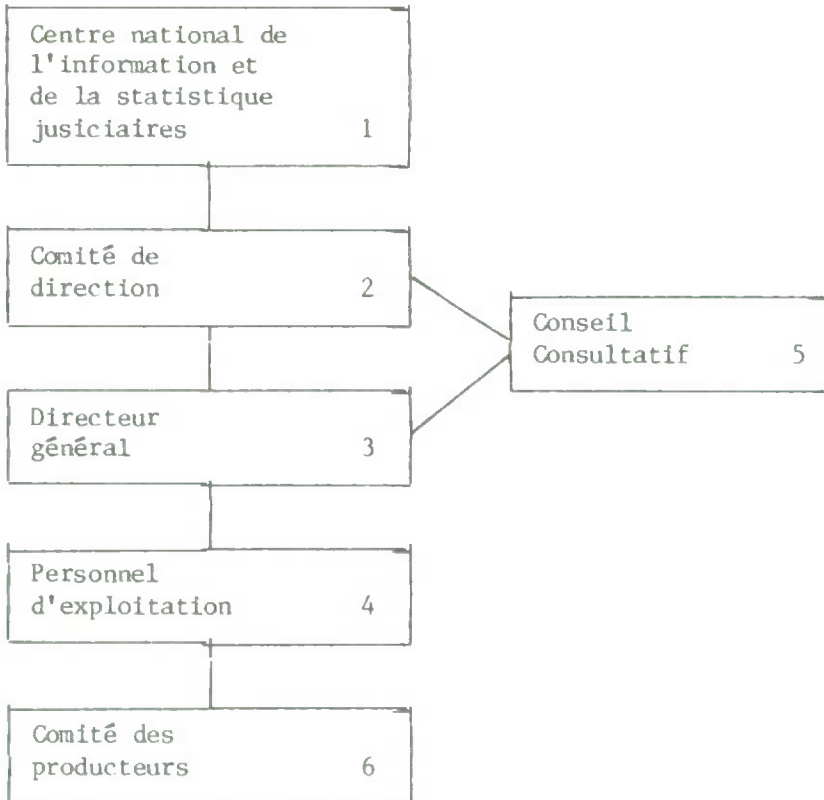 Centre national de
l'information et
de la statistique
jusiciaires 1
Comité de
direction 2
Conseil
Consultatif 5
Directeur
général 3
Personnel
d'exploitation 4
Comité des
producteurs 6